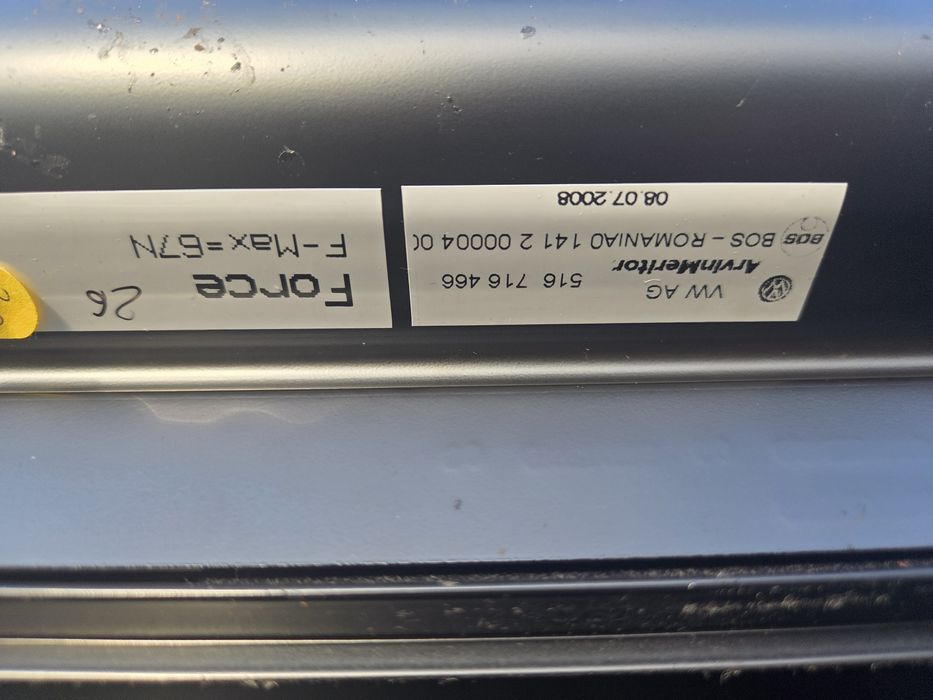 VW AG 516 716 466-
ArvinMeritor
BOS BOS - ROMANIA0 141 2 00004 00
08.07.2008
Force 26
F-Max=67N